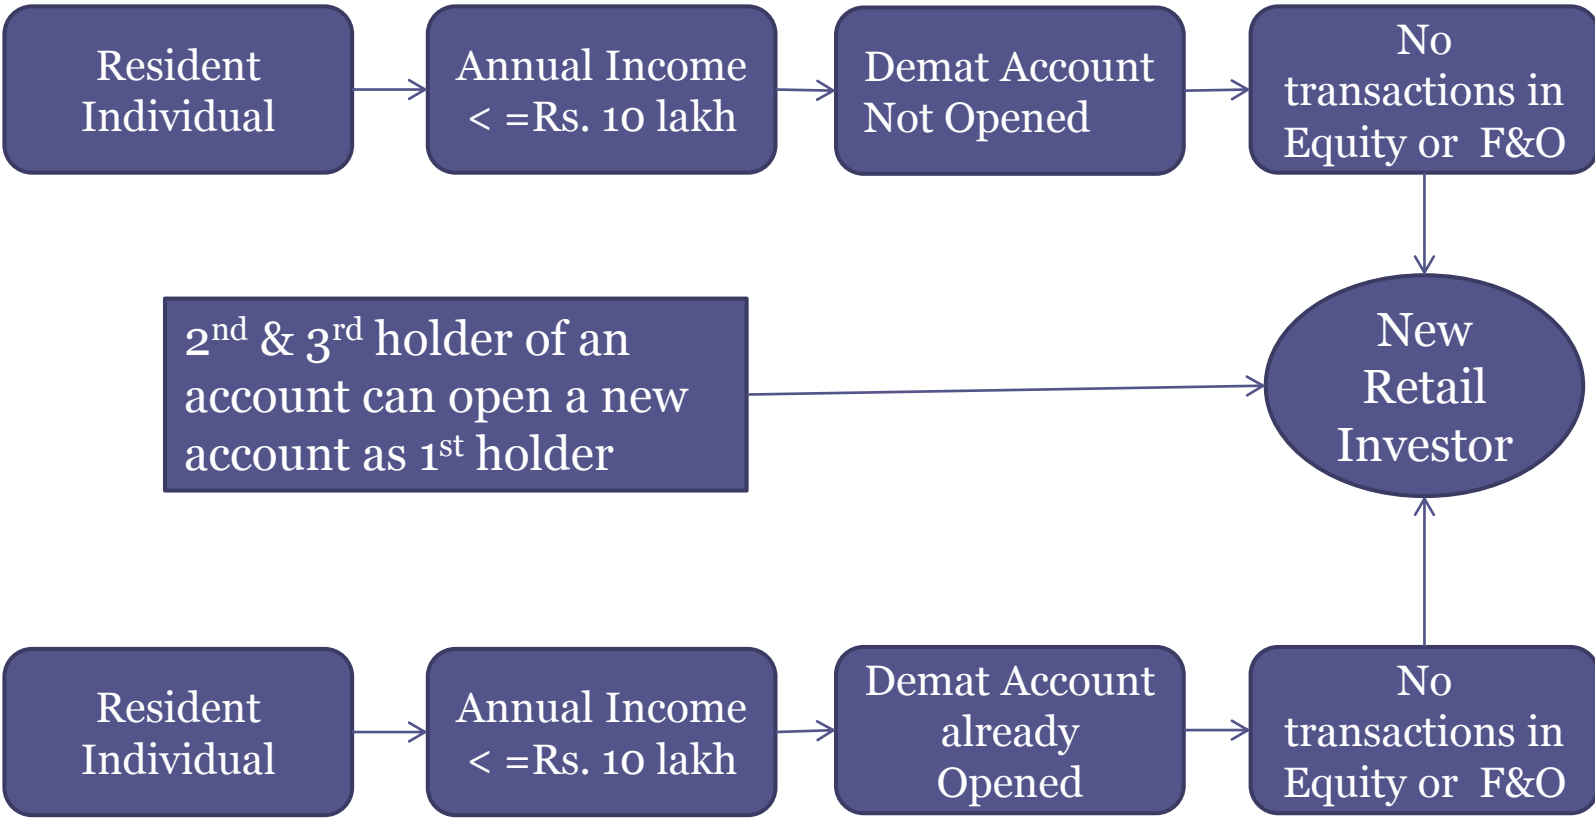 Resident
Individual
Annual Income
< =Rs. 10 lakh
Demat Account
Not Opened
No
transactions in
Equity or F&O
2nd & 3rd holder of an
account can open a new
account as 1st holder
New
Retail
Investor
Resident
Individual
Annual Income
< =Rs. 10 lakh
Demat Account
already
Opened
No
transactions in
Equity or F&O